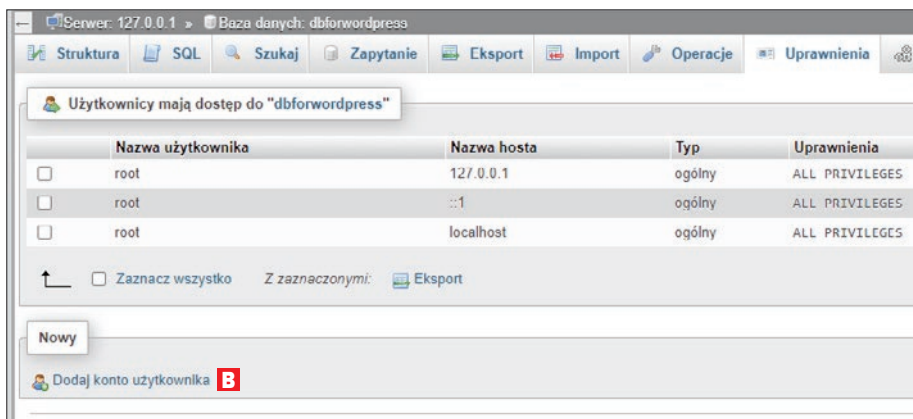 Serwer: 127.0.0.1 » Baza danych: dbforwordpress
Struktura SQL Szukaj Zapytanie Eksport Import Operacje Uprawnienia
Użytkownicy mają dostęp do "dbforwordpress"
Nazwa użytkownika Nazwa hosta Typ Uprawnienia
root 127.0.0.1 ogólny ALL PRIVILEGES
root ::1 ogólny ALL PRIVILEGES
root localhost ogólny ALL PRIVILEGES
Zaznacz wszystko Z zaznaczonymi: Eksport
Nowy
Dodaj konto użytkownika B